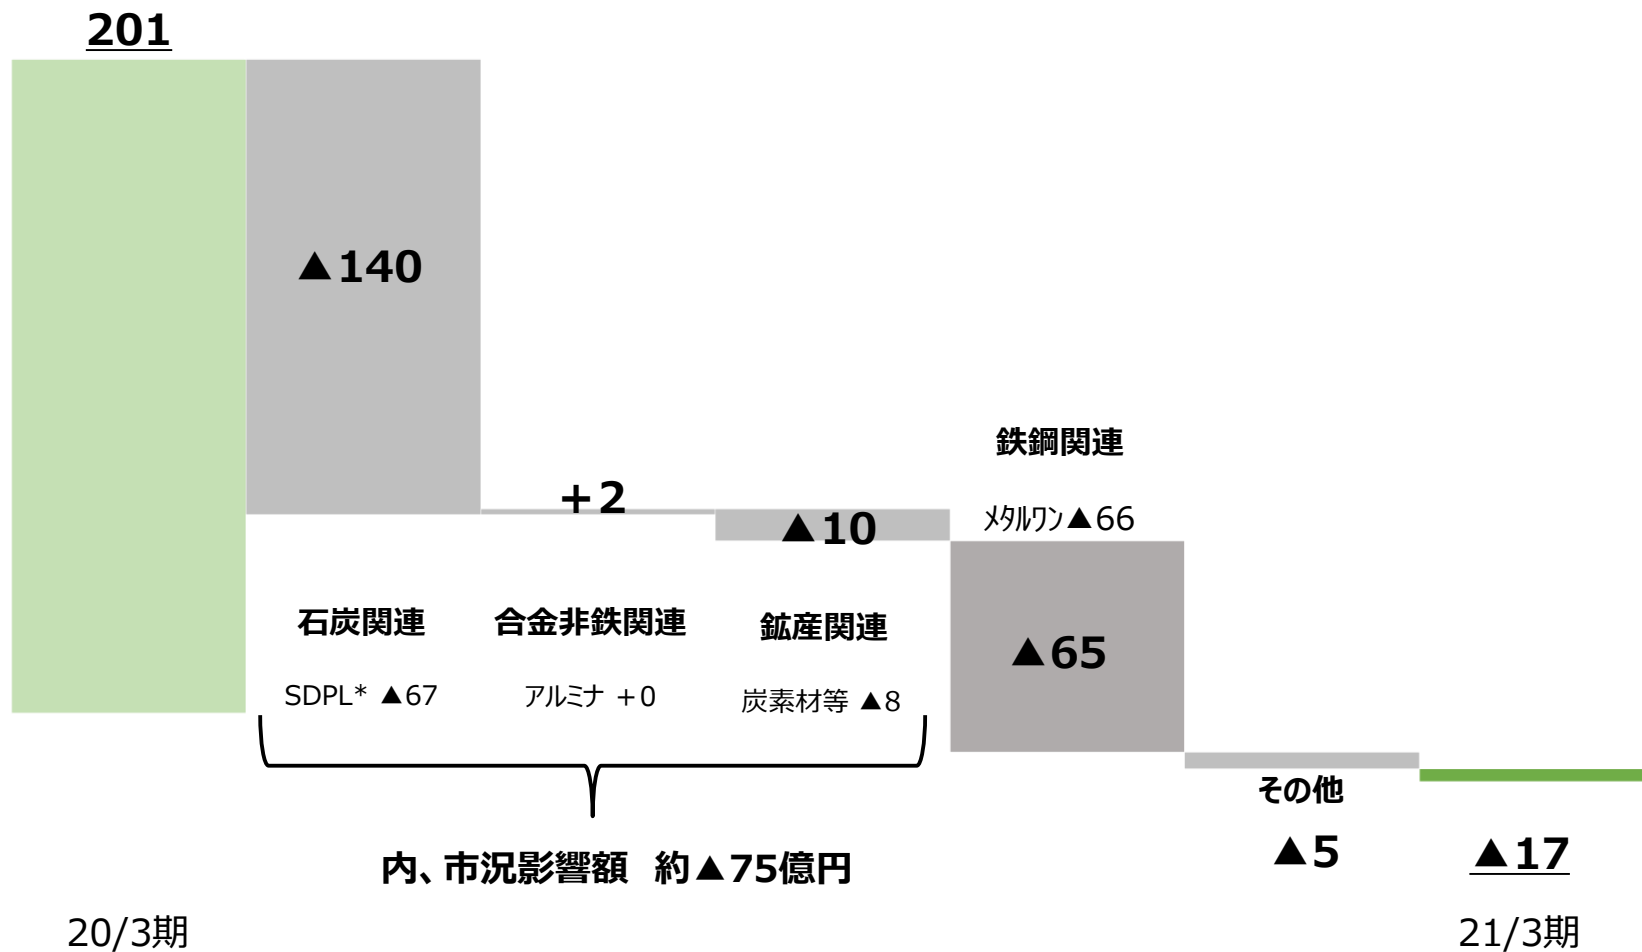 201
▲140
+2
▲10
鉄鋼関連
メタルワン▲66
▲65
石炭関連
SDPL* ▲67
合金非鉄関連
アルミナ +0
鉱産関連
炭素材等 ▲8
その他
▲5
▲17
内、市況影響額 約▲75億円
20/3期
21/3期